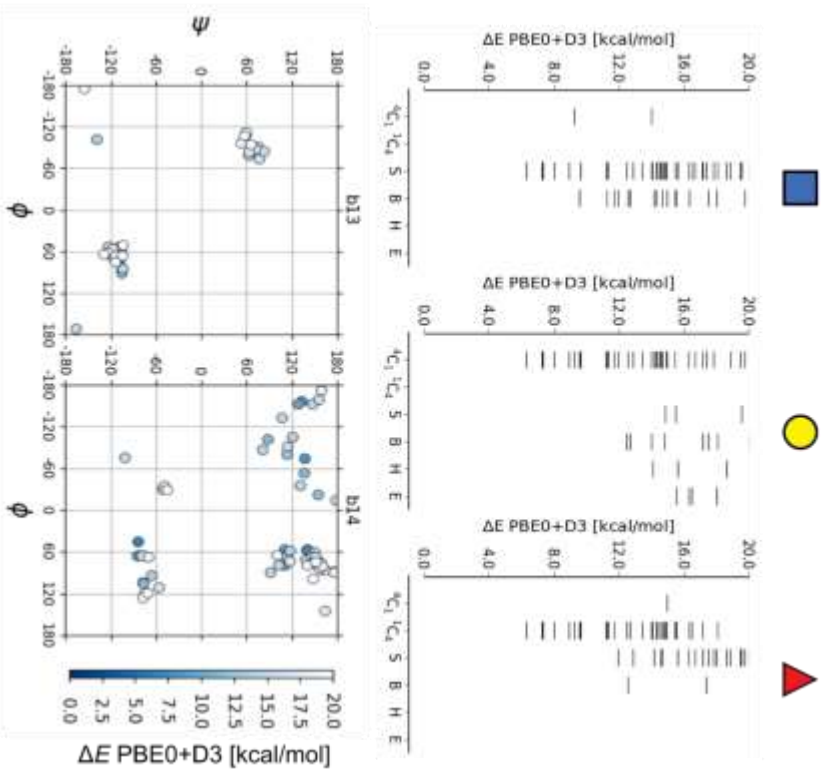 ψ
-180 -120 -60 0 60 120 180
-180 -120 -60 0 60 120 180
ϕ
b13
-180 -120 -60 0 60 120 180
-180 -120 -60 0 60 120 180
ϕ
b14
0.0 2.5 5.0 7.5 10.0 12.5 15.0 17.5 20.0
ΔE PBE0+D3 [kcal/mol]
ΔE PBE0+D3 [kcal/mol]
0.0 4.0 8.0 12.0 16.0 20.0
⁴C₁ ¹C₄ S B H E
ΔE PBE0+D3 [kcal/mol]
0.0 4.0 8.0 12.0 16.0 20.0
⁴C₁ ¹C₄ S B H E
ΔE PBE0+D3 [kcal/mol]
0.0 4.0 8.0 12.0 16.0 20.0
⁴C₁ ¹C₄ S B H E